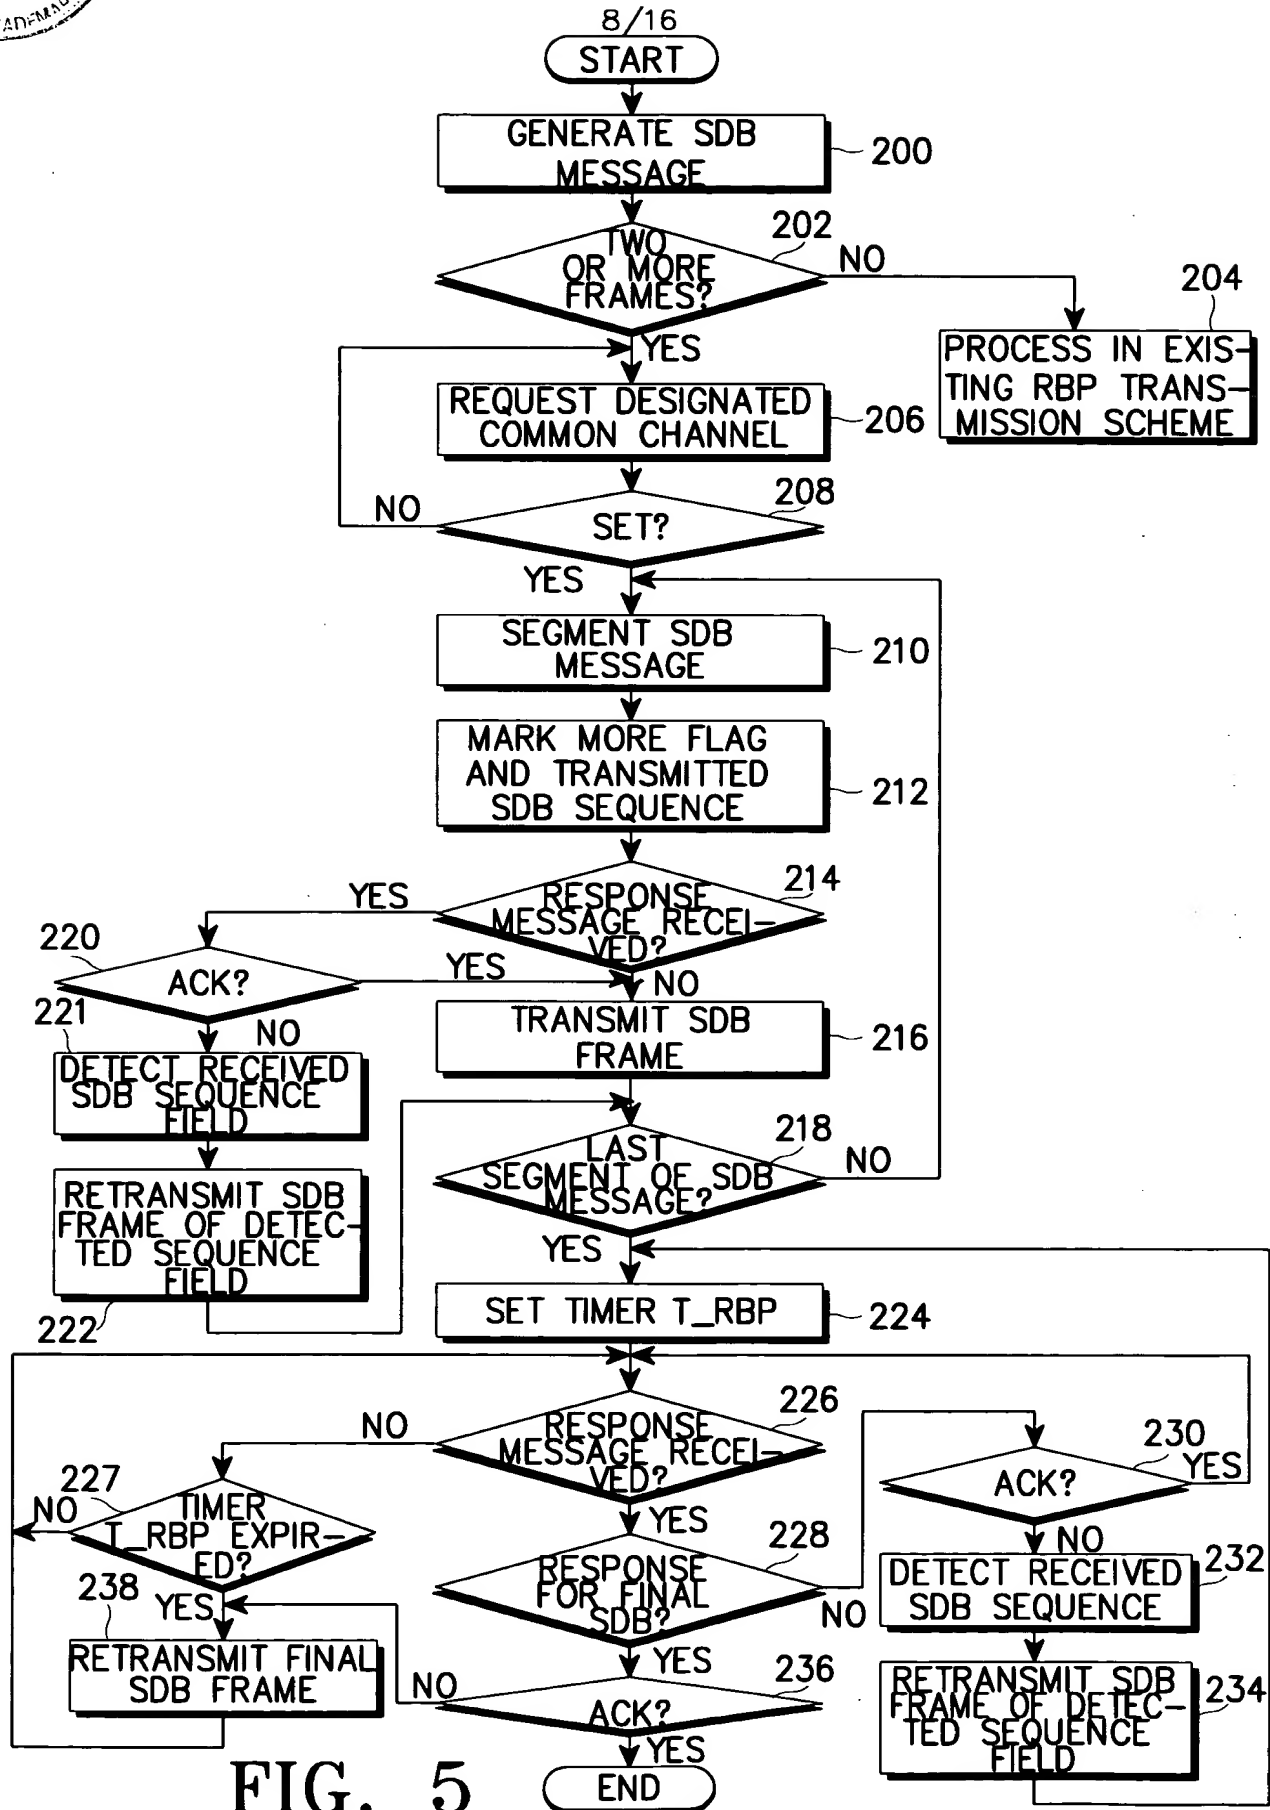 8/16
START
GENERATE SDB
MESSAGE
200
TWO
OR MORE
FRAMES?
202
NO
204
PROCESS IN EXIS-
TING RBP TRANS-
MISSION SCHEME
YES
REQUEST DESIGNATED
COMMON CHANNEL
206
208
NO
SET?
YES
SEGMENT SDB
MESSAGE
210
MARK MORE FLAG
AND TRANSMITTED
SDB SEQUENCE
212
214
YES
RESPONSE
MESSAGE RECEI-
VED?
220
ACK?
YES
NO
221
NO
DETECT RECEIVED
SDB SEQUENCE
FIELD
TRANSMIT SDB
FRAME
216
218
LAST
SEGMENT OF SDB
MESSAGE?
NO
RETRANSMIT SDB
FRAME OF DETEC-
TED SEQUENCE
FIELD
222
YES
SET TIMER T_RBP
224
226
NO
RESPONSE
MESSAGE RECEI-
VED?
230
ACK?
YES
227
NO
TIMER
T_RBP EXPIR-
ED?
YES
228
RESPONSE
FOR FINAL
SDB?
NO
NO
DETECT RECEIVED
SDB SEQUENCE
232
238
YES
RETRANSMIT FINAL
SDB FRAME
YES
236
NO
ACK?
RETRANSMIT SDB
FRAME OF DETEC-
TED SEQUENCE
FIELD
234
YES
END
FIG. 5